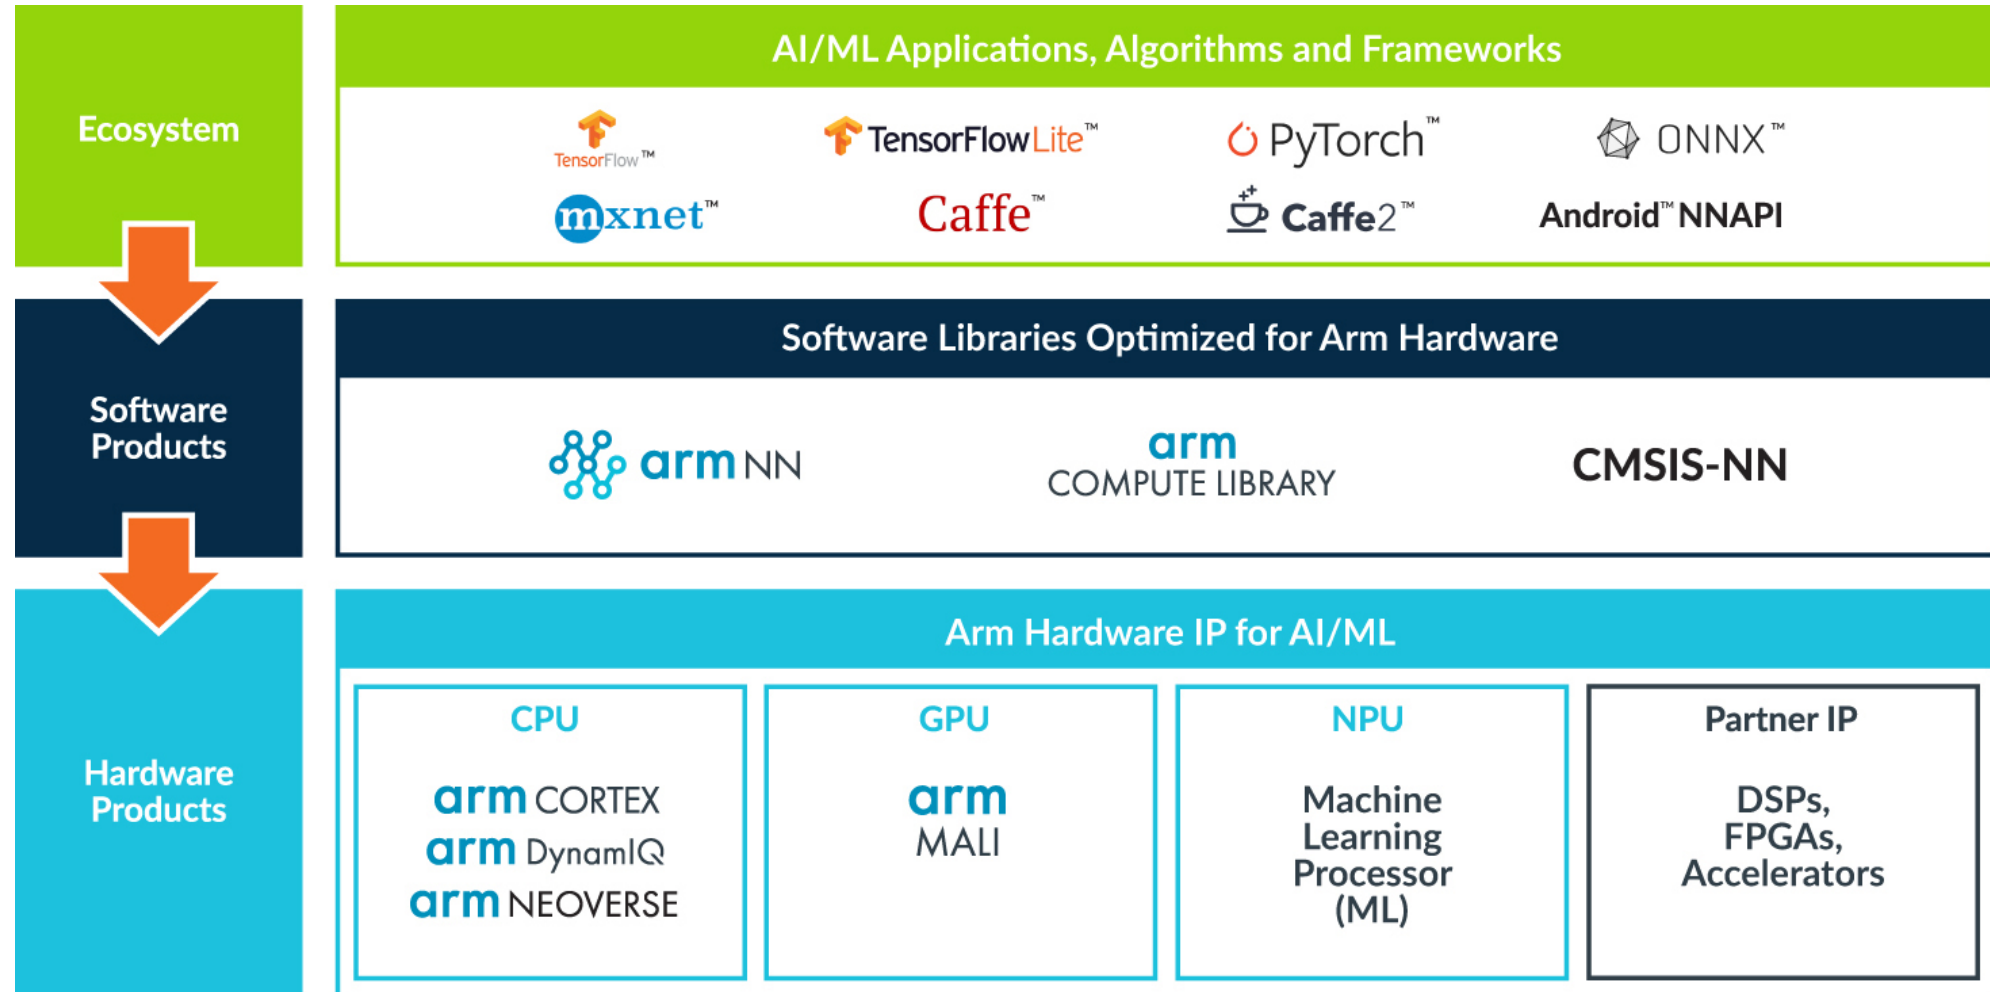 Ecosystem
AI/ML Applications, Algorithms and Frameworks
TensorFlow™
TensorFlow Lite™
PyTorch™
ONNX™
mxnet™
Caffe™
Caffe2™
Android™ NNAPI
Software
Products
Software Libraries Optimized for Arm Hardware
arm NN
arm
COMPUTE LIBRARY
CMSIS-NN
Hardware
Products
Arm Hardware IP for AI/ML
CPU
arm CORTEX
arm DynamIQ
arm NEOVERSE
GPU
arm
MALI
NPU
Machine
Learning
Processor
(ML)
Partner IP
DSPs,
FPGAs,
Accelerators